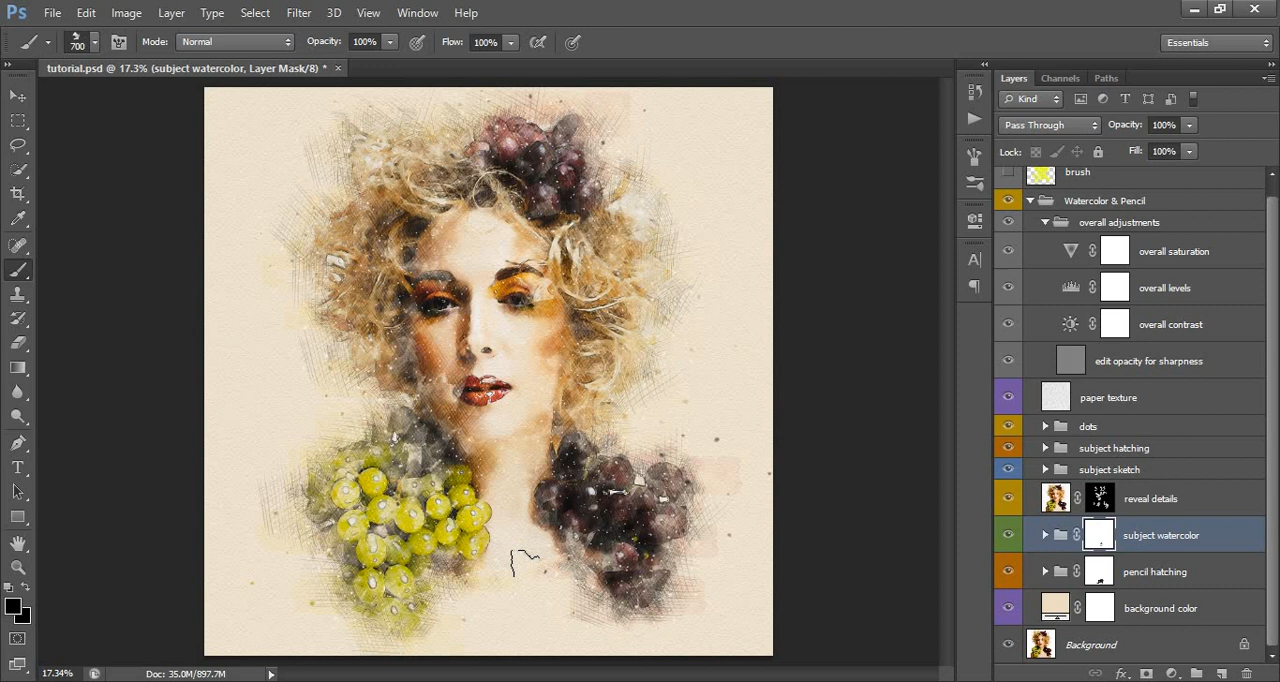 Ps File Edit Image Layer Type Select Filter 3D View Window Help
700 Mode: Normal Opacity: 100% Flow: 100% Essentials
tutorial.psd @ 17.3% (subject watercolor, Layer Mask/8) * ×
Layers Channels Paths
Kind
Pass Through Opacity: 100%
Lock: Fill: 100%
brush
Watercolor & Pencil
overall adjustments
overall saturation
overall levels
overall contrast
edit opacity for sharpness
paper texture
dots
subject hatching
subject sketch
reveal details
subject watercolor
pencil hatching
background color
Background
17.34% Doc: 35.0M/897.7M